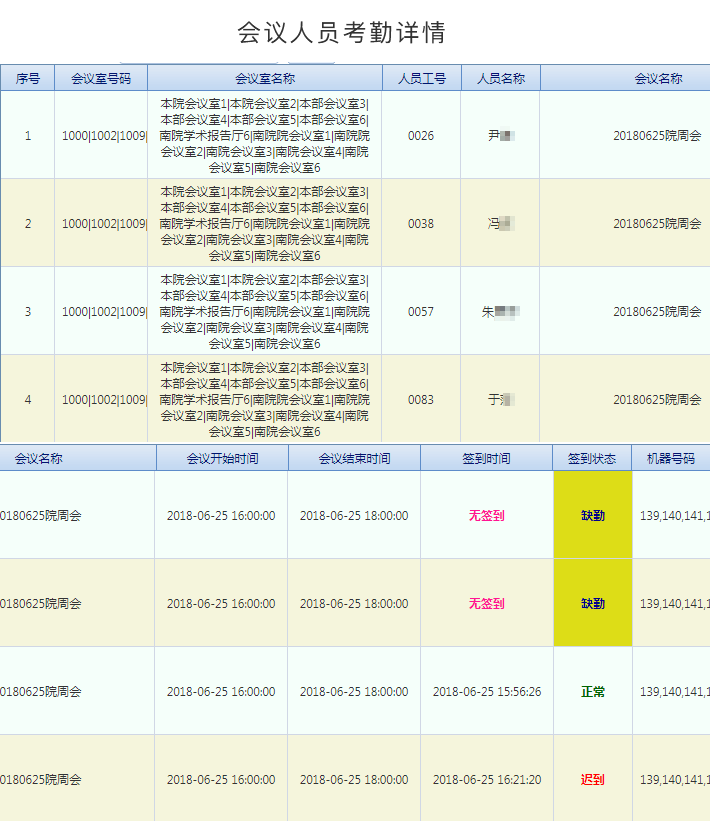 会议人员考勤详情
序号 会议室号码 会议室名称 人员工号 人员名称 会议名称
1 1000|1002|1009| 本院会议室1|本院会议室2|本部会议室3| 0026 尹 20180625院周会
本部会议室4|本部会议室5|本部会议室6|
南院学术报告厅6|南院院会议室1|南院院
会议室2|南院会议室3|南院会议室4|南院
会议室5|南院会议室6
2 1000|1002|1009| 本院会议室1|本院会议室2|本部会议室3| 0038 冯 20180625院周会
本部会议室4|本部会议室5|本部会议室6|
南院学术报告厅6|南院院会议室1|南院院
会议室2|南院会议室3|南院会议室4|南院
会议室5|南院会议室6
3 1000|1002|1009| 本院会议室1|本院会议室2|本部会议室3| 0057 朱 20180625院周会
本部会议室4|本部会议室5|本部会议室6|
南院学术报告厅6|南院院会议室1|南院院
会议室2|南院会议室3|南院会议室4|南院
会议室5|南院会议室6
4 1000|1002|1009| 本院会议室1|本院会议室2|本部会议室3| 0083 于 20180625院周会
本部会议室4|本部会议室5|本部会议室6|
南院学术报告厅6|南院院会议室1|南院院
会议室2|南院会议室3|南院会议室4|南院
会议室5|南院会议室6
会议名称 会议开始时间 会议结束时间 签到时间 签到状态 机器号码
0180625院周会 2018-06-25 16:00:00 2018-06-25 18:00:00 无签到 缺勤 139,140,141,1
0180625院周会 2018-06-25 16:00:00 2018-06-25 18:00:00 无签到 缺勤 139,140,141,1
0180625院周会 2018-06-25 16:00:00 2018-06-25 18:00:00 2018-06-25 15:56:26 正常 139,140,141,1
0180625院周会 2018-06-25 16:00:00 2018-06-25 18:00:00 2018-06-25 16:21:20 迟到 139,140,141,1